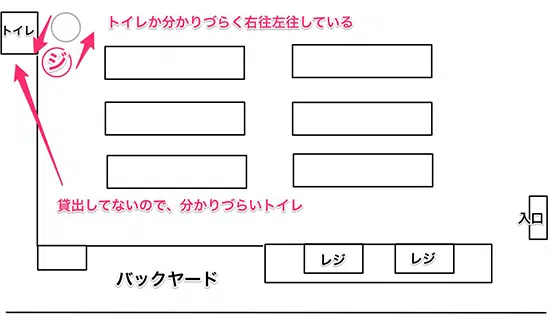 トイレ
トイレか分かりづらく右往左往している
ジ
貸出してないので、分かりづらいトイレ
入口
レジ
レジ
バックヤード